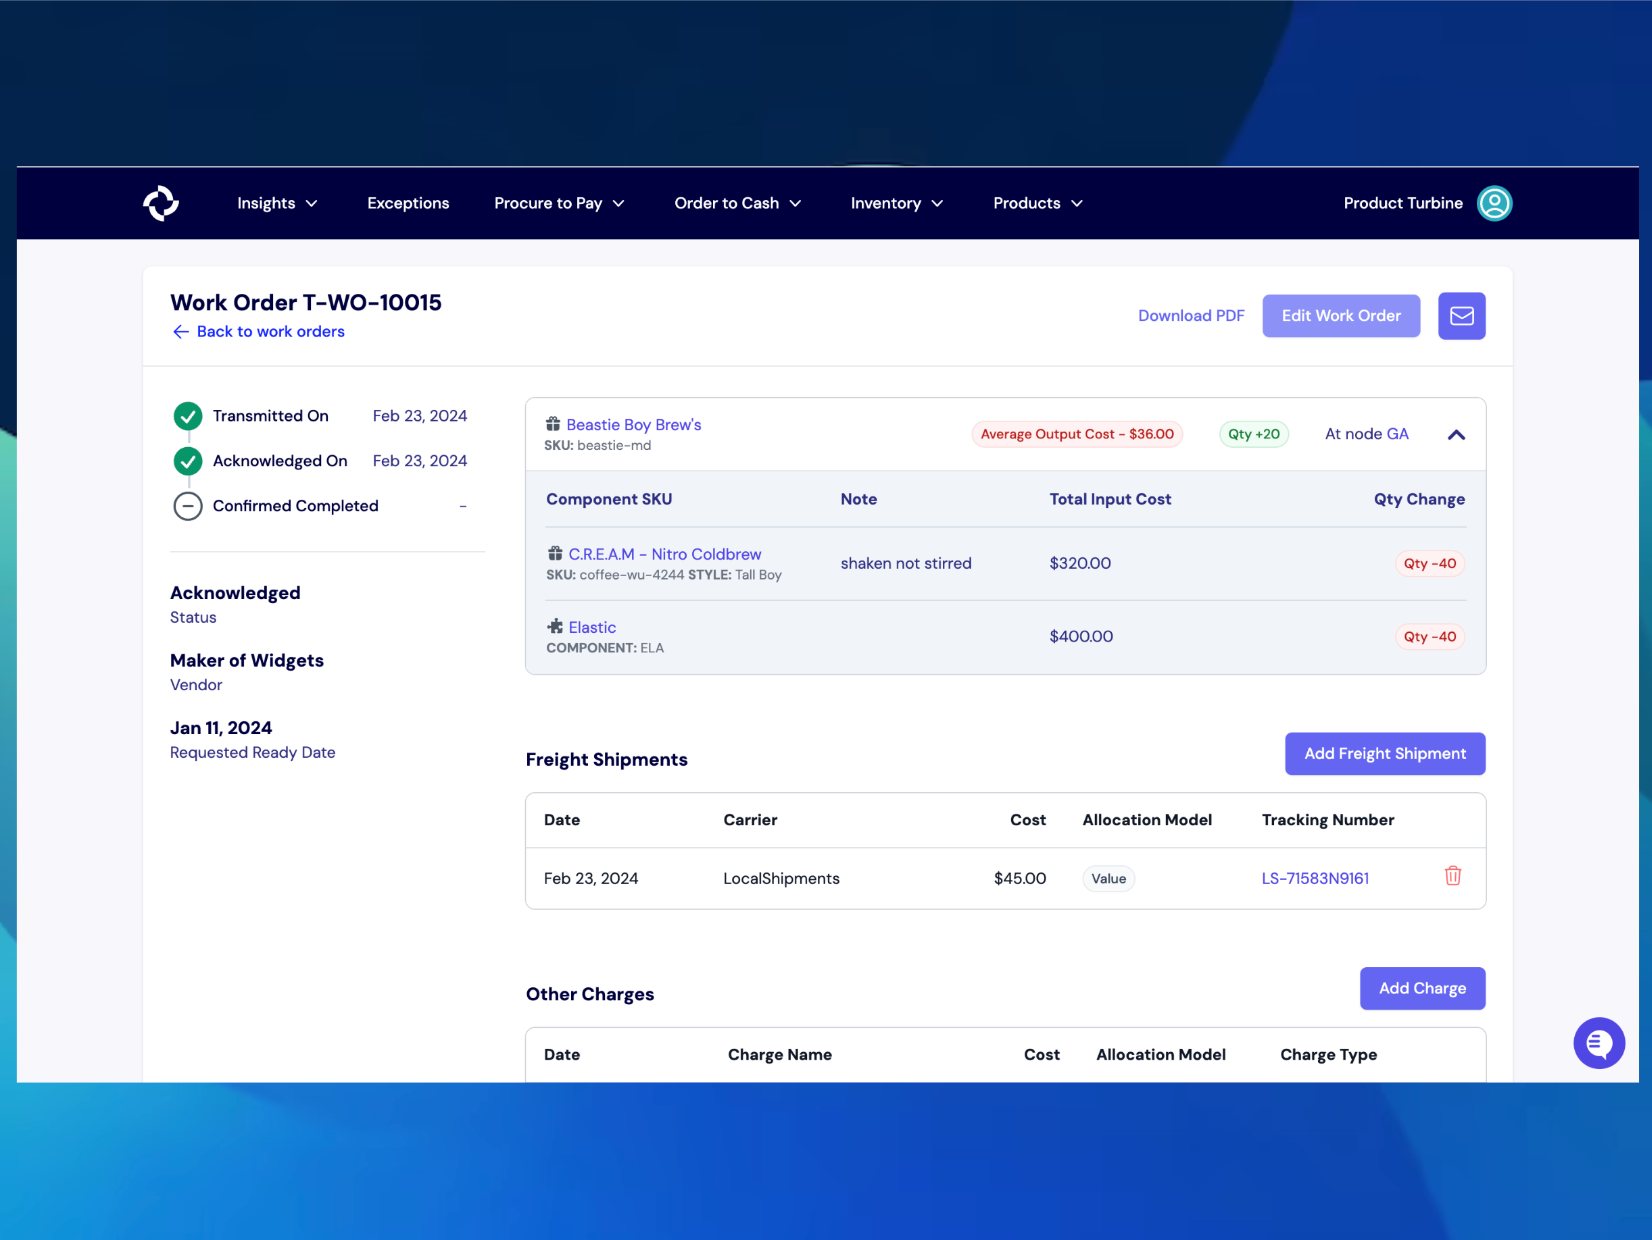 Insights
Exceptions
Procure to Pay
Order to Cash
Inventory
Products
Product Turbine
Work Order T-WO-10015
Back to work orders
Download PDF
Edit Work Order
Transmitted On Feb 23, 2024
Acknowledged On Feb 23, 2024
Confirmed Completed -
Acknowledged
Status
Maker of Widgets
Vendor
Jan 11, 2024
Requested Ready Date
Beastie Boy Brew's
SKU: beastie-md
Average Output Cost - $36.00
Qty +20
At node GA
Component SKU Note Total Input Cost Qty Change
C.R.E.A.M - Nitro Coldbrew
SKU: coffee-wu-4244 STYLE: Tall Boy
shaken not stirred
$320.00
Qty -40
Elastic
COMPONENT: ELA
$400.00
Qty -40
Freight Shipments
Add Freight Shipment
Date Carrier Cost Allocation Model Tracking Number
Feb 23, 2024 LocalShipments $45.00 Value LS-71583N9161
Other Charges
Add Charge
Date Charge Name Cost Allocation Model Charge Type